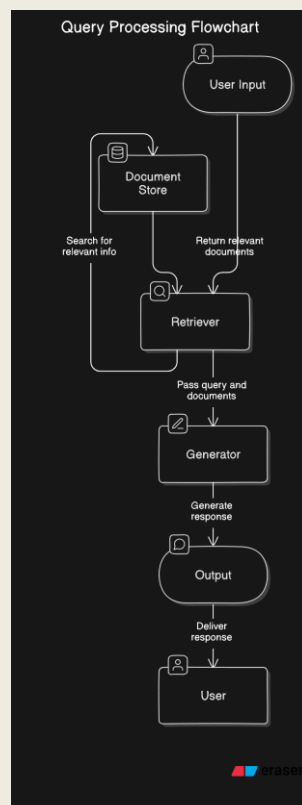 Query Processing Flowchart
User Input
Document
Store
Search for
relevant info
Return relevant
documents
Retriever
Pass query and
documents
Generator
Generate
response
Output
Deliver
response
User
eraser